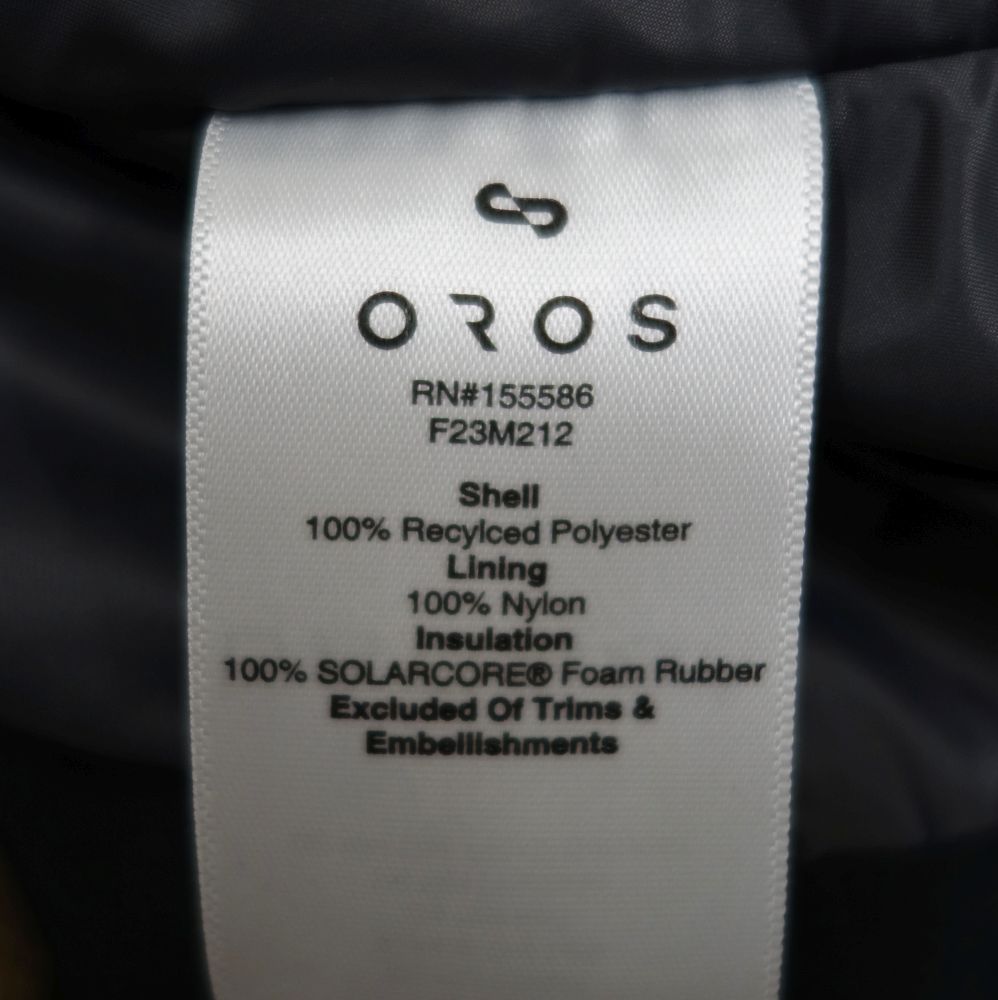 OROS
RN#155586
F23M212
Shell
100% Recylced Polyester
Lining
100% Nylon
Insulation
100% SOLARCORE® Foam Rubber
Excluded Of Trims &
Embellishments